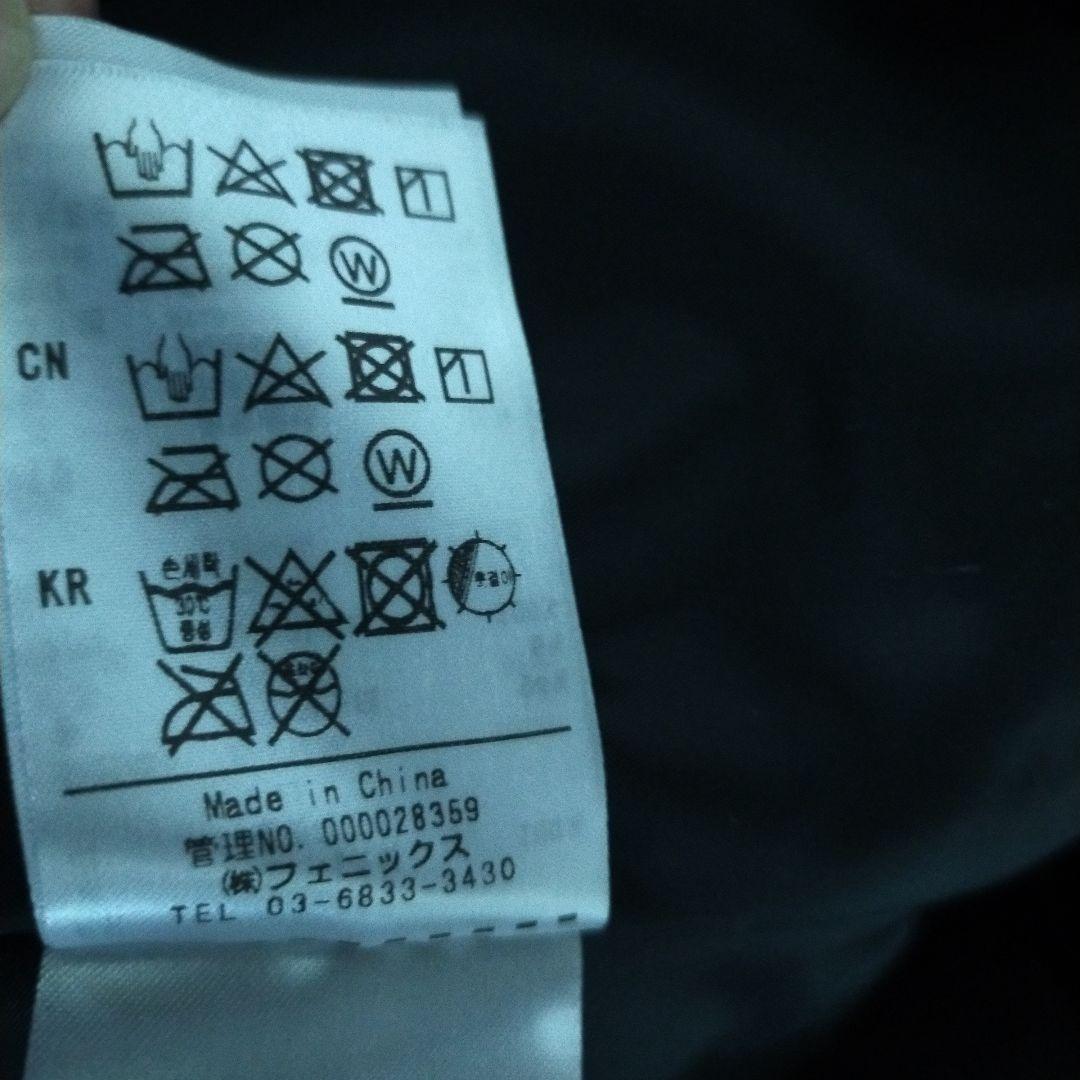 W
CN
W
KR
손세탁
30℃
중성
옷걸이
Made in China
管理NO. 000028359
(株)フェニックス
TEL 03-6833-3430